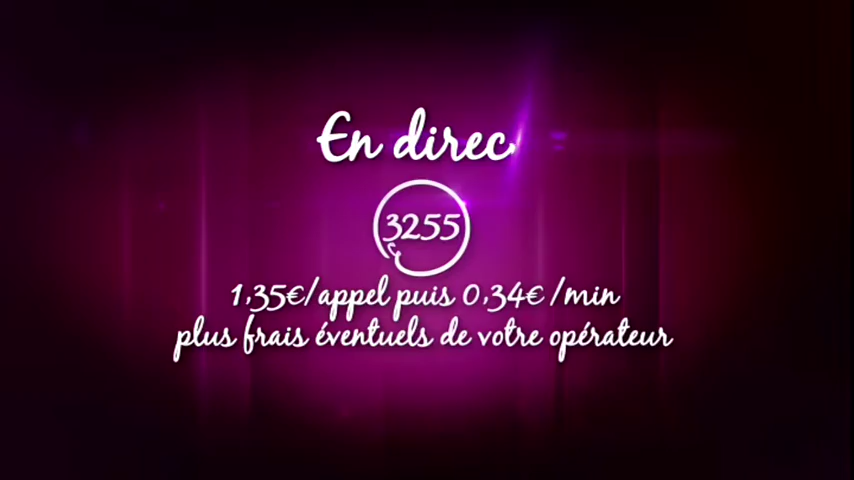 En direc
3255
1,35€/appel puis 0,34€/min
plus frais éventuels de votre opérateur